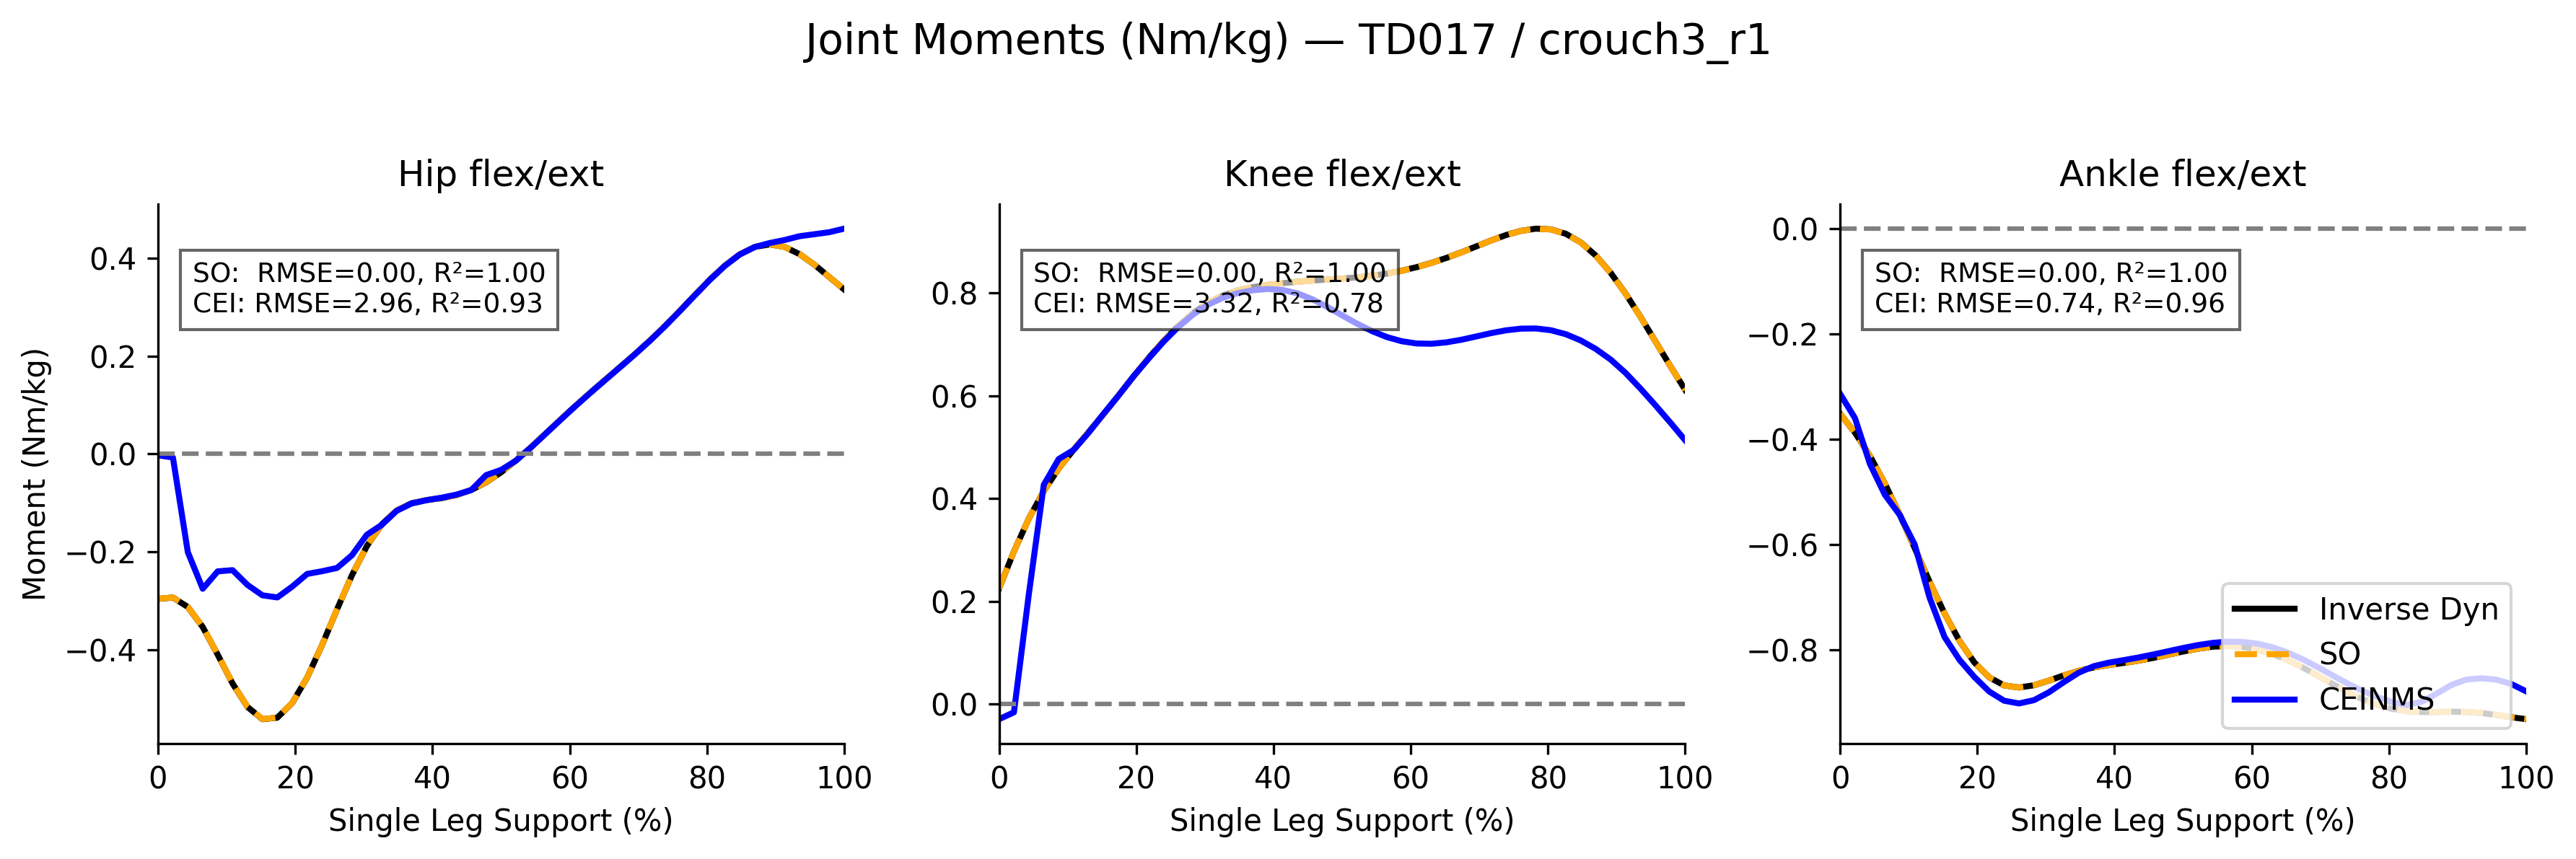 Joint Moments (Nm/kg) — TD017 / crouch3_r1
Hip flex/ext
Moment (Nm/kg)
0.4
0.2
0.0
−0.2
−0.4
SO:  RMSE=0.00, R²=1.00
CEI: RMSE=2.96, R²=0.93
0 20 40 60 80 100
Single Leg Support (%)
Knee flex/ext
0.8
0.6
0.4
0.2
0.0
SO:  RMSE=0.00, R²=1.00
CEI: RMSE=3.32, R²=0.78
0 20 40 60 80 100
Single Leg Support (%)
Ankle flex/ext
0.0
−0.2
−0.4
−0.6
−0.8
SO:  RMSE=0.00, R²=1.00
CEI: RMSE=0.74, R²=0.96
Inverse Dyn
SO
CEINMS
0 20 40 60 80 100
Single Leg Support (%)